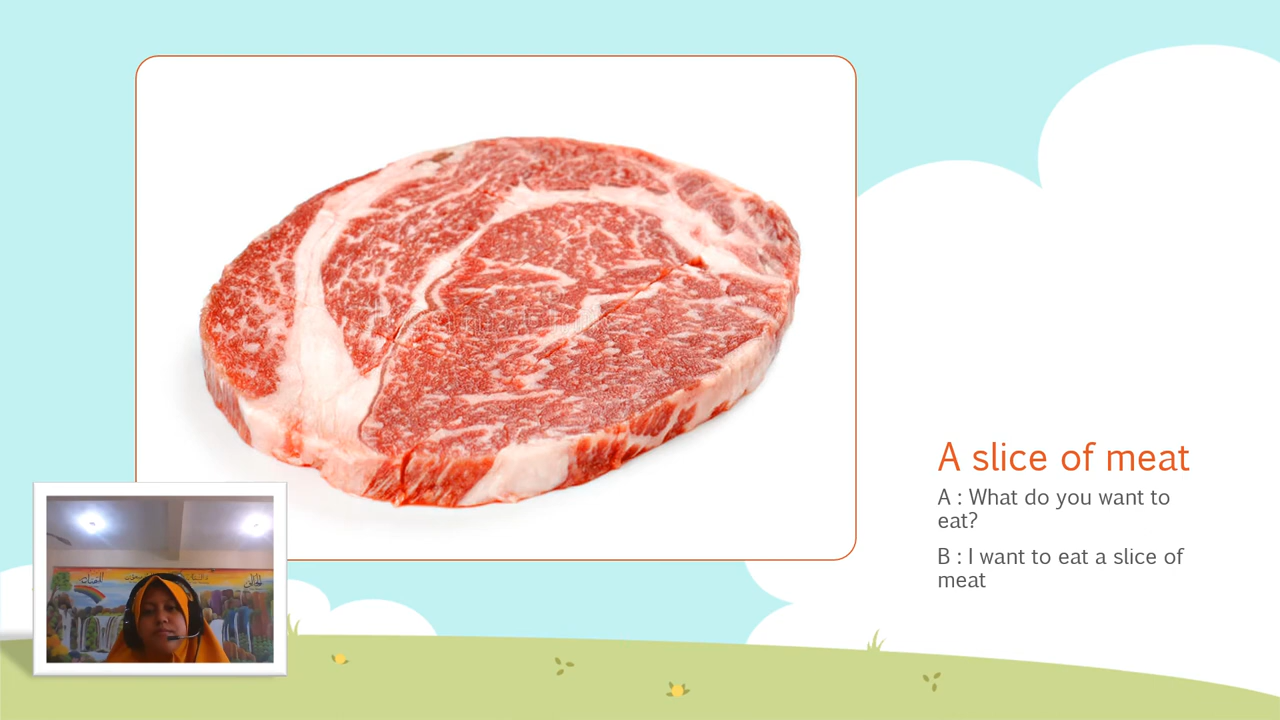 A slice of meat
A : What do you want to
eat?
B : I want to eat a slice of
meat